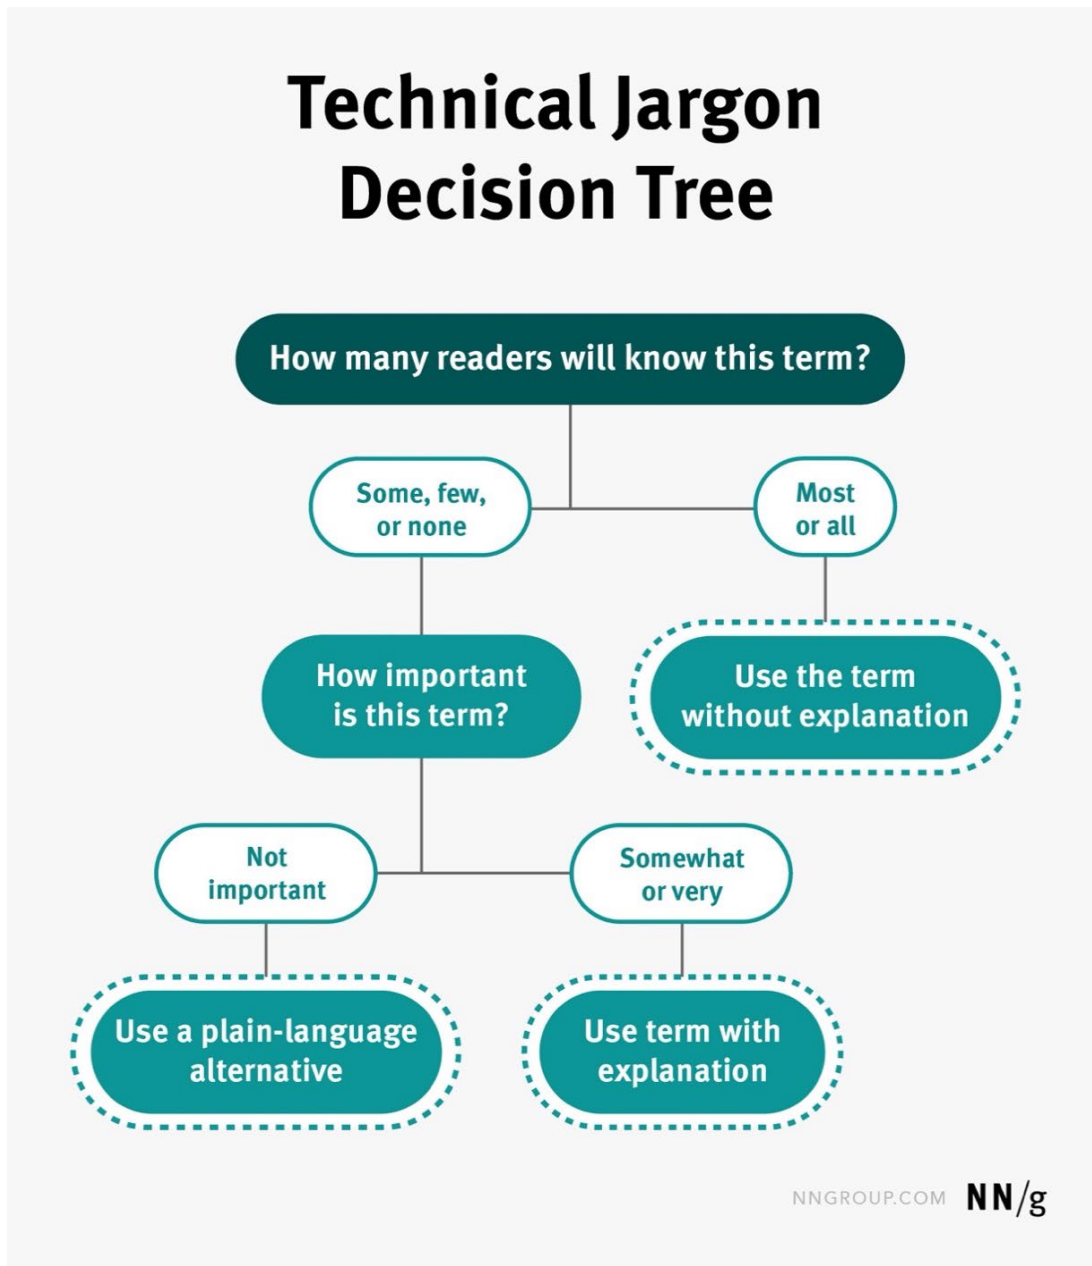 Technical Jargon
Decision Tree
How many readers will know this term?
Some, few,
or none
Most
or all
How important
is this term?
Use the term
without explanation
Not
important
Somewhat
or very
Use a plain-language
alternative
Use term with
explanation
NNGROUP.COM NN/g